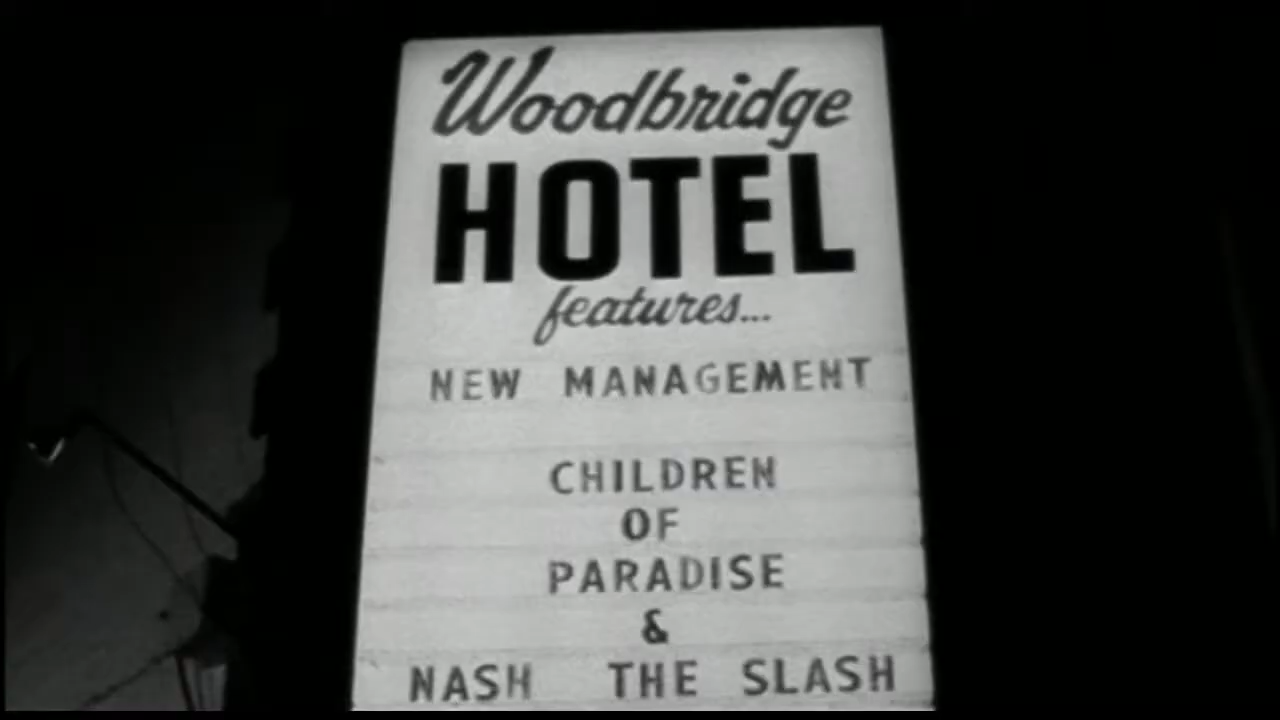 Woodbridge
HOTEL
features...
NEW MANAGEMENT
CHILDREN
OF
PARADISE
&
NASH THE SLASH